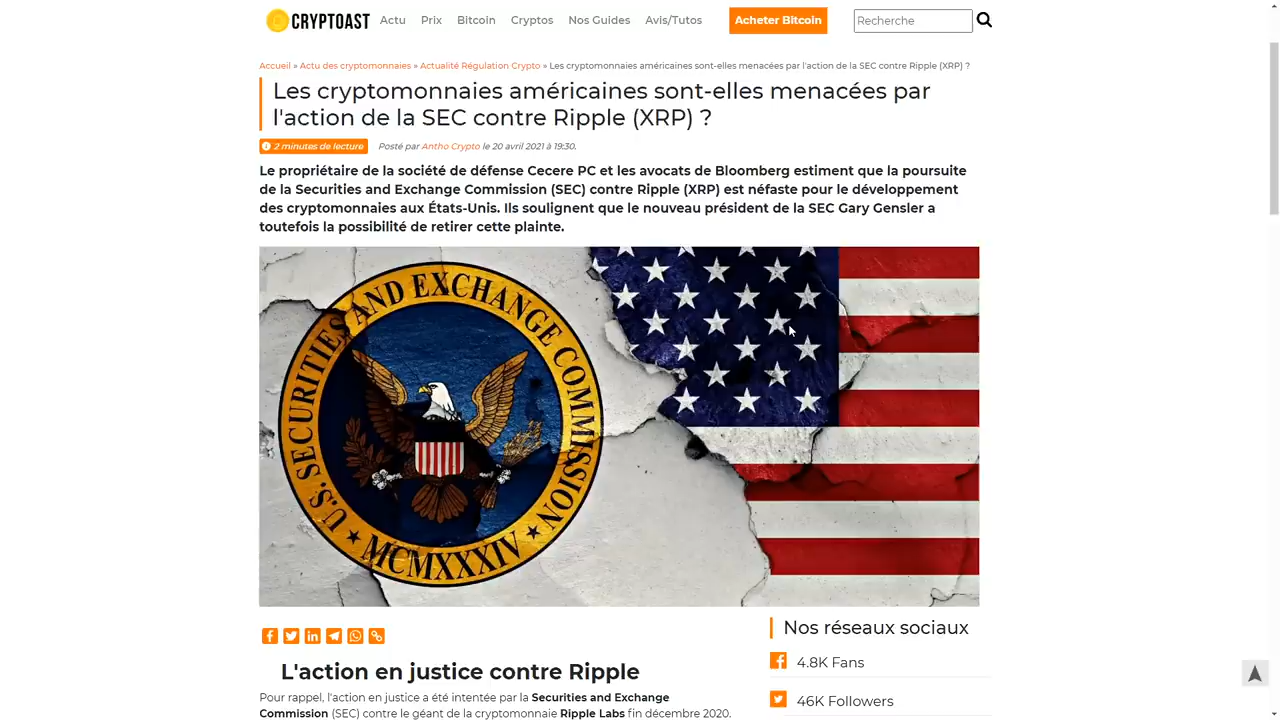 CRYPTOAST Actu Prix Bitcoin Cryptos Nos Guides Avis/Tutos Acheter Bitcoin Recherche
Accueil » Actu des cryptomonnaies » Actualité Régulation Crypto » Les cryptomonnaies américaines sont-elles menacées par l'action de la SEC contre Ripple (XRP) ?
Les cryptomonnaies américaines sont-elles menacées par
l'action de la SEC contre Ripple (XRP) ?
2 minutes de lecture Posté par Antho Crypto le 20 avril 2021 à 19:30.
Le propriétaire de la société de défense Cecere PC et les avocats de Bloomberg estiment que la poursuite
de la Securities and Exchange Commission (SEC) contre Ripple (XRP) est néfaste pour le développement
des cryptomonnaies aux États-Unis. Ils soulignent que le nouveau président de la SEC Gary Gensler a
toutefois la possibilité de retirer cette plainte.
U.S. SECURITIES AND EXCHANGE COMMISSION
MCMXXXIV
L'action en justice contre Ripple
Pour rappel, l'action en justice a été intentée par la Securities and Exchange
Commission (SEC) contre le géant de la cryptomonnaie Ripple Labs fin décembre 2020.
Nos réseaux sociaux
4.8K Fans
46K Followers